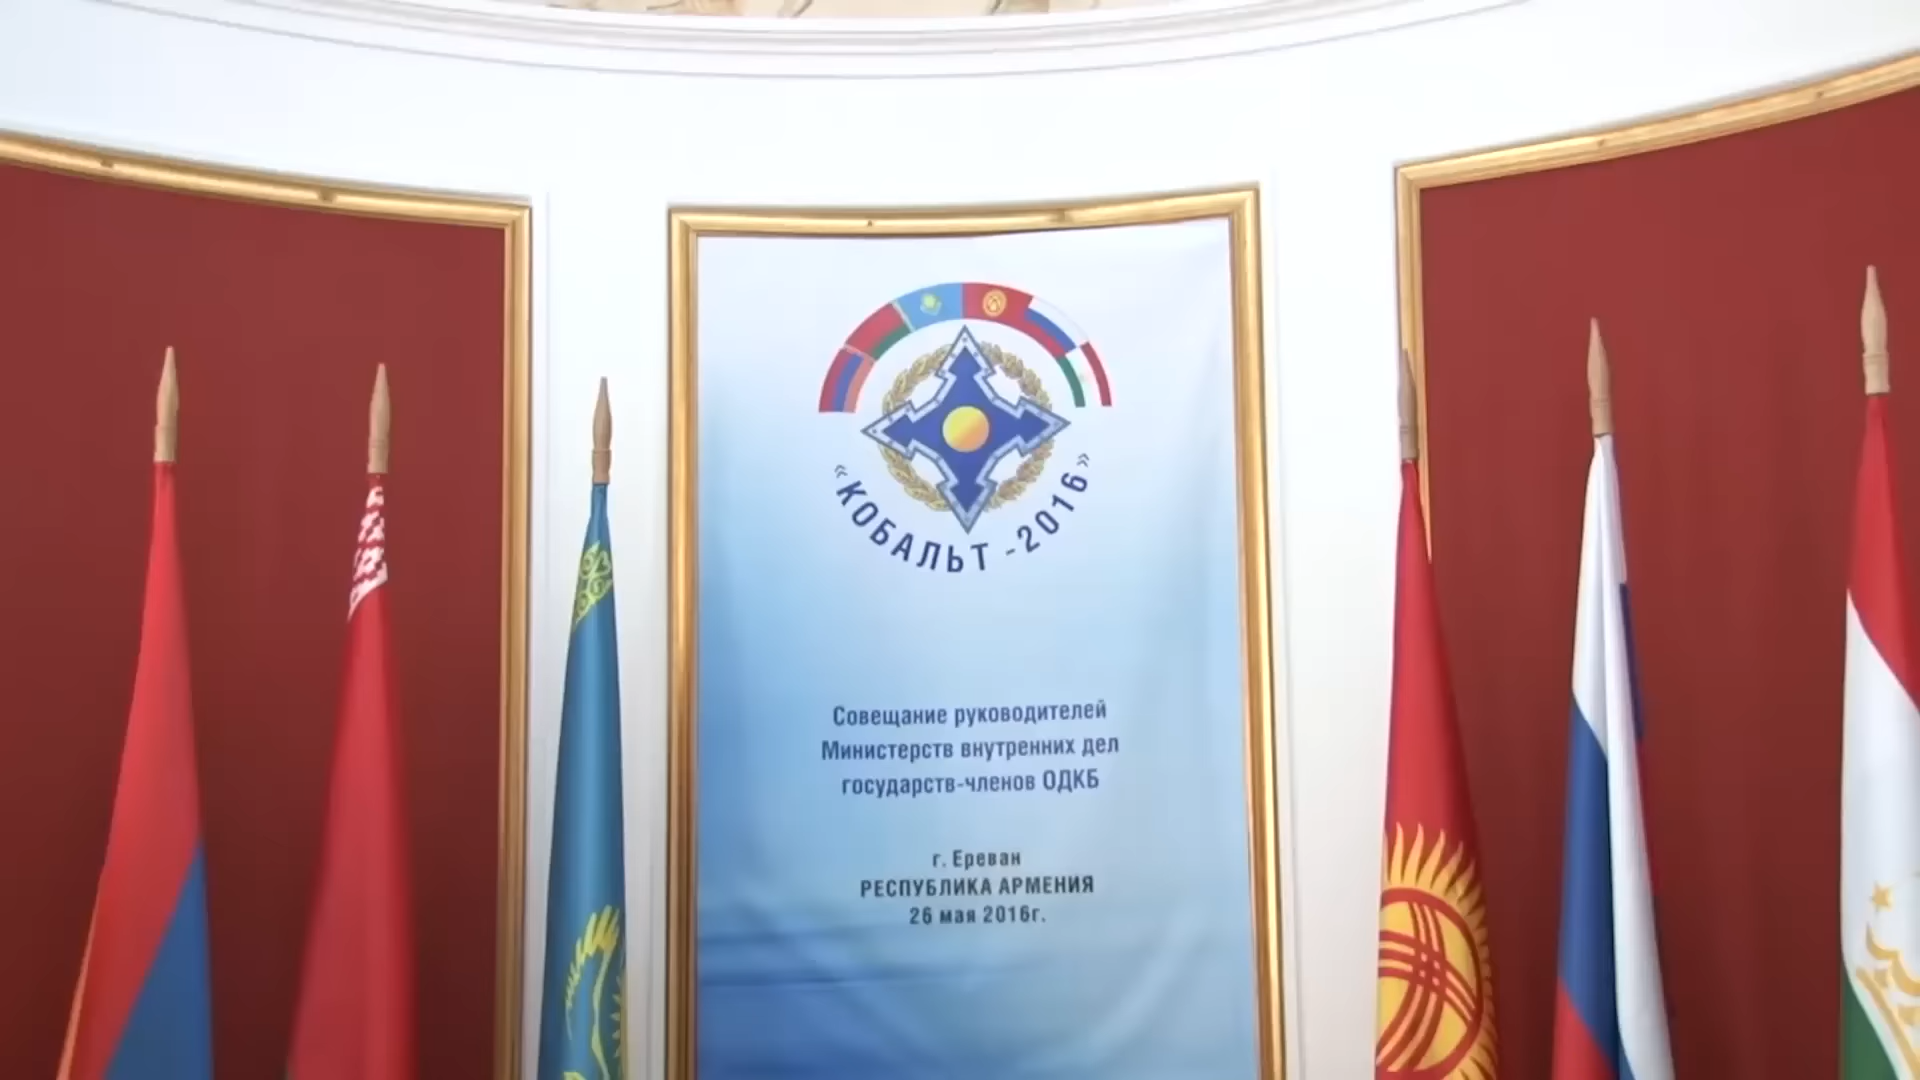 «КОБАЛЬТ -2016»
Совещание руководителей
Министерств внутренних дел
государств-членов ОДКБ
г. Ереван
РЕСПУБЛИКА АРМЕНИЯ
26 мая 2016г.